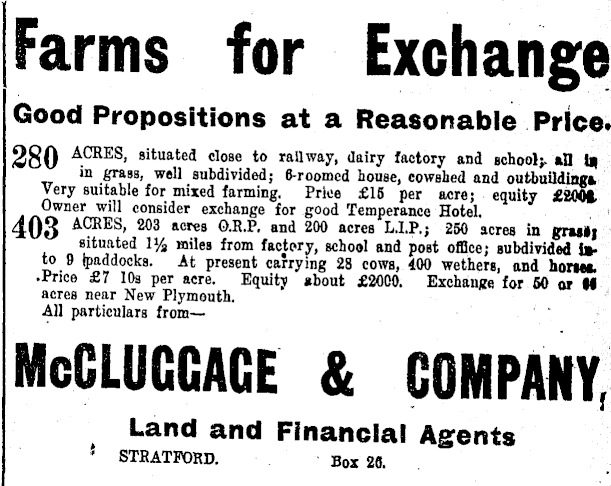 Farms for Exchange
Good Propositions at a Reasonable Price.
280 ACRES, situated close to railway, dairy factory and school; all in
in grass, well subdivided; 6-roomed house, cowshed and outbuildings.
Very suitable for mixed farming. Price £15 per acre; equity £2000.
Owner will consider exchange for good Temperance Hotel.
403 ACRES, 203 acres O.R.P. and 200 acres L.I.P.; 250 acres in grass;
situated 1½ miles from factory, school and post office; subdivided in-
to 9 paddocks. At present carrying 28 cows, 400 wethers, and horses.
Price £7 10s per acre. Equity about £2000. Exchange for 50 or
acres near New Plymouth.
All particulars from—
McCLUGGAGE & COMPANY,
Land and Financial Agents
STRATFORD. Box 26.